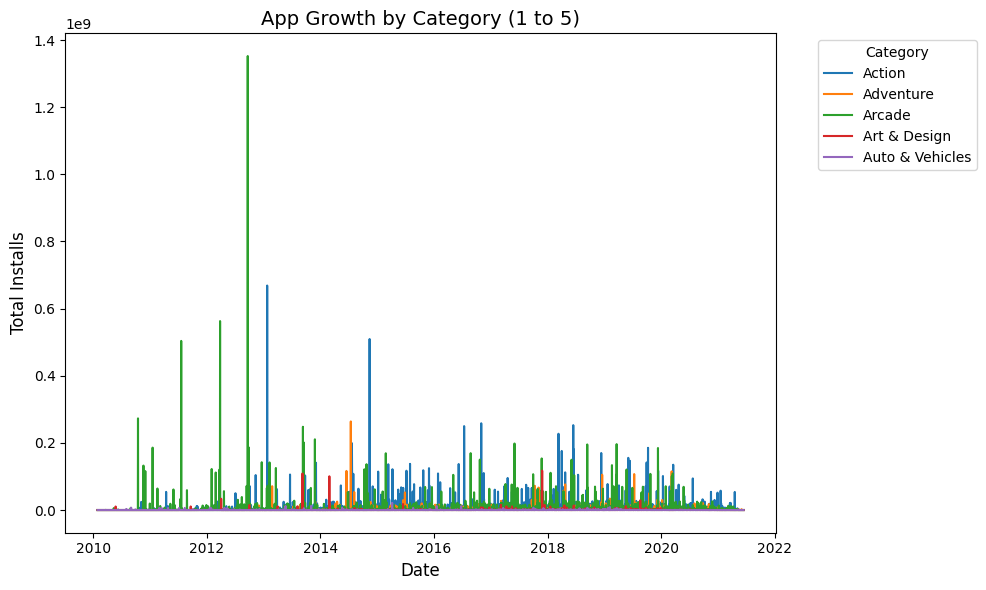 App Growth by Category (1 to 5)
1e9
1.4
1.2
1.0
0.8
0.6
0.4
0.2
0.0
Total Installs
2010
2012
2014
2016
2018
2020
2022
Date
Category
Action
Adventure
Arcade
Art & Design
Auto & Vehicles